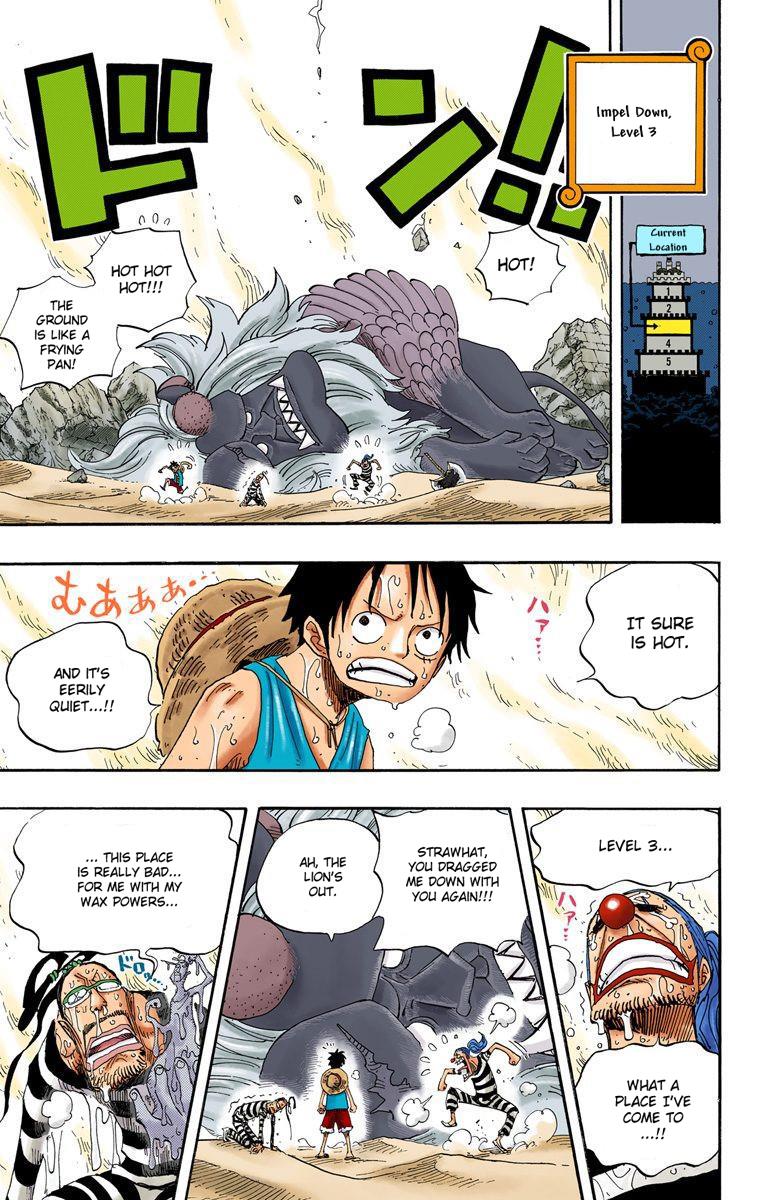 ドン!!
Impel Down,
Level 3
Current
Location
1
2
4
5
HOT!
HOT HOT
HOT!!!
THE
GROUND
IS LIKE A
FRYING
PAN!
IT SURE
IS HOT.
ハァ…
むぁぁぁ…
AND IT'S
EERILY
QUIET...!!
LEVEL 3...
ハァ…
WHAT A
PLACE I'VE
COME TO
...!!
STRAWHAT,
YOU DRAGGED
ME DOWN WITH
YOU AGAIN!!!
AH, THE
LION'S
OUT.
... THIS PLACE
IS REALLY BAD...
FOR ME WITH MY
WAX POWERS...
ドロッ…